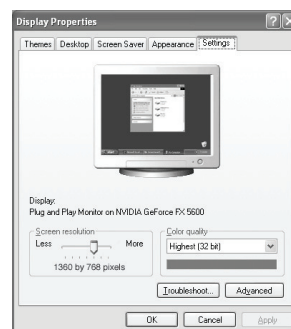 Display Properties
Themes Desktop Screen Saver Appearance Settings
Display:
Plug and Play Monitor on NVIDIA GeForce FX 5600
Screen resolution
Less More
1360 by 768 pixels
Color quality
Highest (32 bit)
Troubleshoot... Advanced
OK Cancel Apply